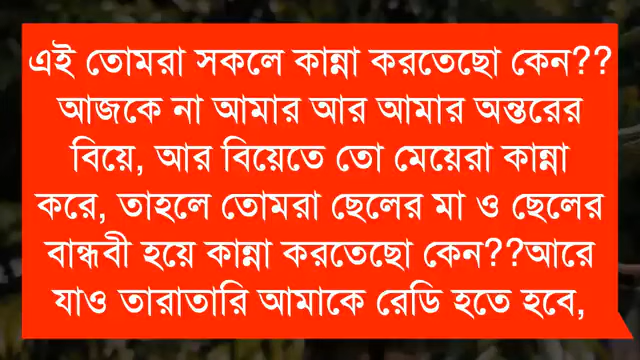 এই তোমরা সকলে কান্না করতেছো কেন??
আজকে না আমার আর আমার অন্তরের
বিয়ে, আর বিয়েতে তো মেয়েরা কান্না
করে, তাহলে তোমরা ছেলের মা ও ছেলের
বান্ধবী হয়ে কান্না করতেছো কেন??আরে
যাও তারাতারি আমাকে রেডি হতে হবে,